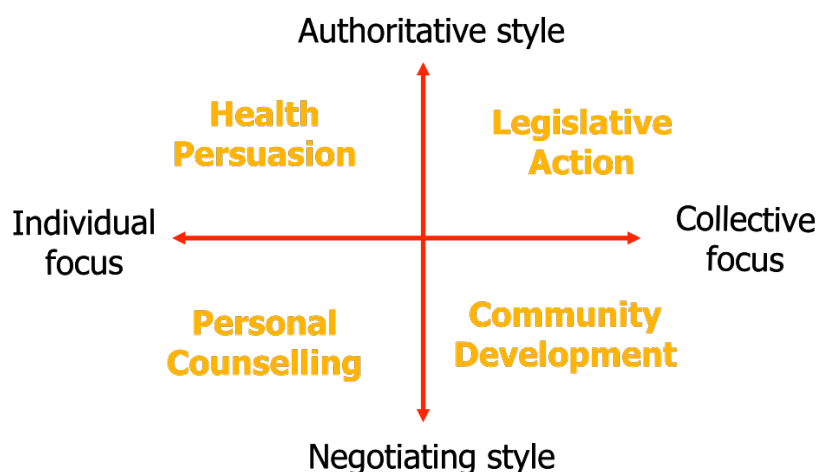 Authoritative style
Health
Persuasion
Legislative
Action
Individual
focus
Collective
focus
Personal
Counselling
Community
Development
Negotiating style